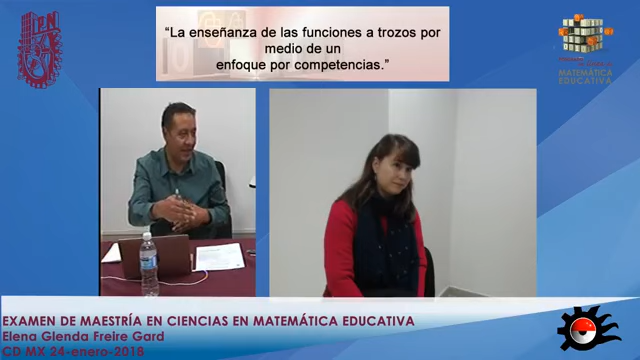 “La enseñanza de las funciones a trozos por
medio de un
enfoque por competencias.”
MATEMÁTICA
EDUCATIVA
EXAMEN DE MAESTRÍA EN CIENCIAS EN MATEMÁTICA EDUCATIVA
Elena Glenda Freire Gard
CD MX 24-enero-2018